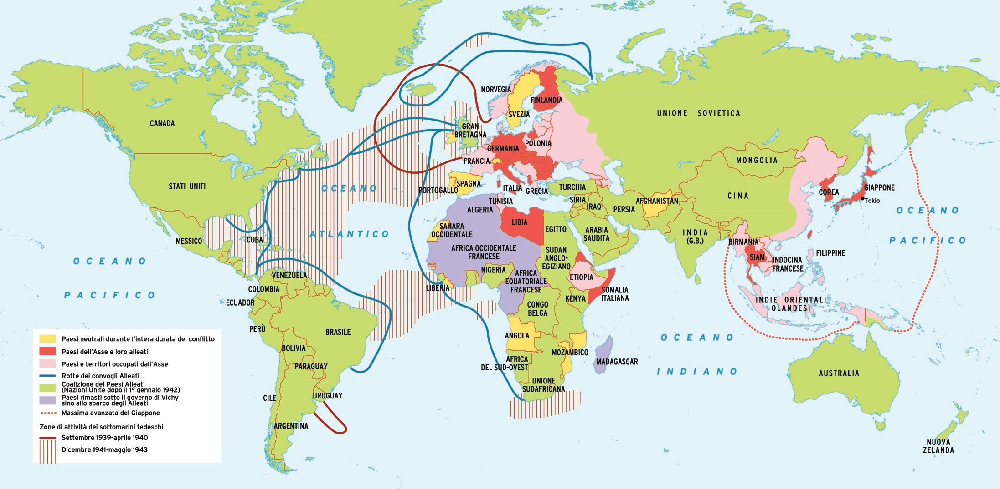 CANADA
STATI UNITI
MESSICO
CUBA
VENEZUELA
COLOMBIA
ECUADOR
PERÙ
BRASILE
BOLIVIA
PARAGUAY
CILE
URUGUAY
ARGENTINA
OCEANO
PACIFICO
OCEANO
ATLANTICO
NORVEGIA
SVEZIA
FINLANDIA
GRAN
BRETAGNA
GERMANIA
POLONIA
FRANCIA
PORTOGALLO
SPAGNA
ITALIA
GRECIA
TURCHIA
UNIONE SOVIETICA
MONGOLIA
CINA
COREA
GIAPPONE
Tokio
SIRIA
IRAQ
PERSIA
AFGHANISTAN
ARABIA
SAUDITA
INDIA
(G.B.)
BIRMANIA
SIAM
INDOCINA
FRANCESE
FILIPPINE
INDIE ORIENTALI
OLANDESI
TUNISIA
ALGERIA
LIBIA
EGITTO
SAHARA
OCCIDENTALE
AFRICA OCCIDENTALE
FRANCESE
SUDAN
ANGLO-
EGIZIANO
NIGERIA
AFRICA
EQUATORIALE
FRANCESE
LIBERIA
ETIOPIA
SOMALIA
ITALIANA
KENYA
CONGO
BELGA
ANGOLA
MOZAMBICO
AFRICA
DEL SUD-OVEST
UNIONE
SUDAFRICANA
MADAGASCAR
OCEANO
INDIANO
OCEANO
PACIFICO
AUSTRALIA
NUOVA
ZELANDA
Paesi neutrali durante l'intera durata del conflitto
Paesi dell'Asse e loro alleati
Paesi e territori occupati dall'Asse
Rotte dei convogli Alleati
Coalizione dei Paesi Alleati
(Nazioni Unite dopo il 1° gennaio 1942)
Paesi rimasti sotto il governo di Vichy
sino allo sbarco degli Alleati
Massima avanzata del Giappone
Zone di attività dei sottomarini tedeschi
Settembre 1939-aprile 1940
Dicembre 1941-maggio 1943